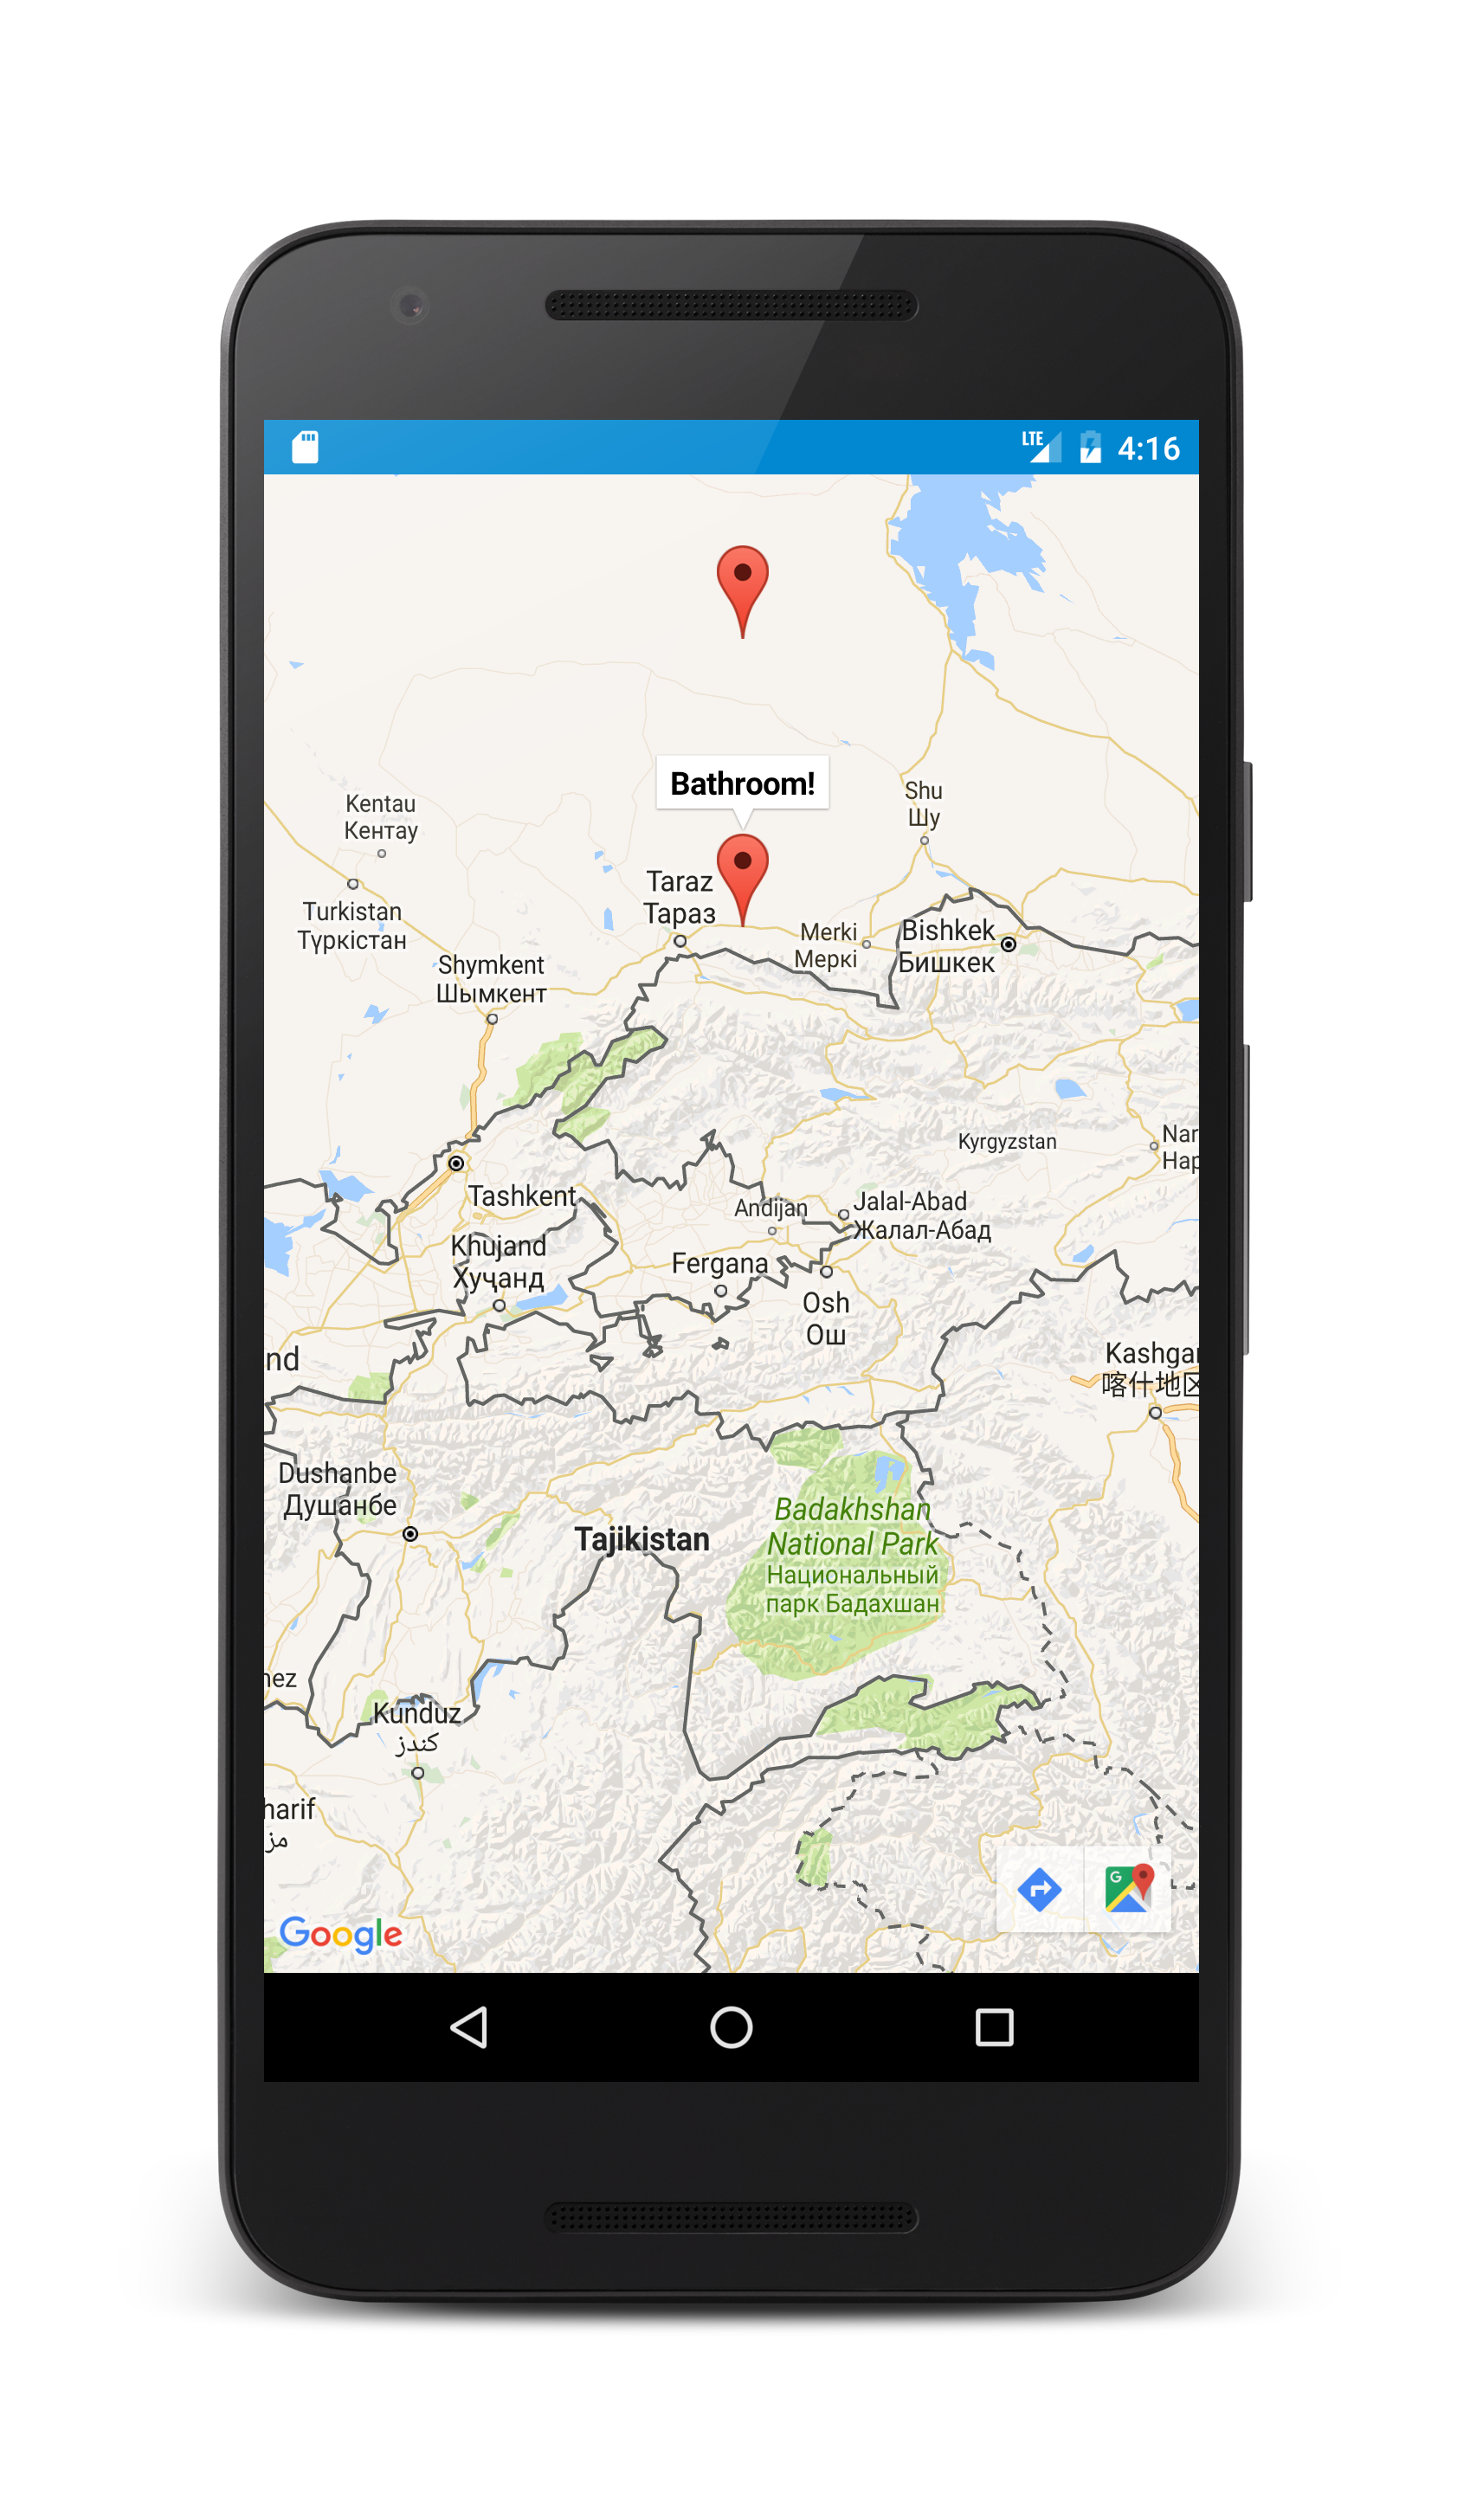 LTE
4:16
Bathroom!
Kentau
Кентау
Shu
Шу
Turkistan
Түркістан
Taraz
Тараз
Merki
Меркі
Bishkek
Бишкек
Shymkent
Шымкент
Kyrgyzstan
Nar
Нар
Tashkent
Andijan
Jalal-Abad
Жалал-Абад
Khujand
Хуҷанд
Fergana
Osh
Ош
nd
Kashgar
喀什地区
Dushanbe
Душанбе
Tajikistan
Badakhshan
National Park
Национальный
парк Бадахшан
nez
Kunduz
کندز
harif
مز
G
Google